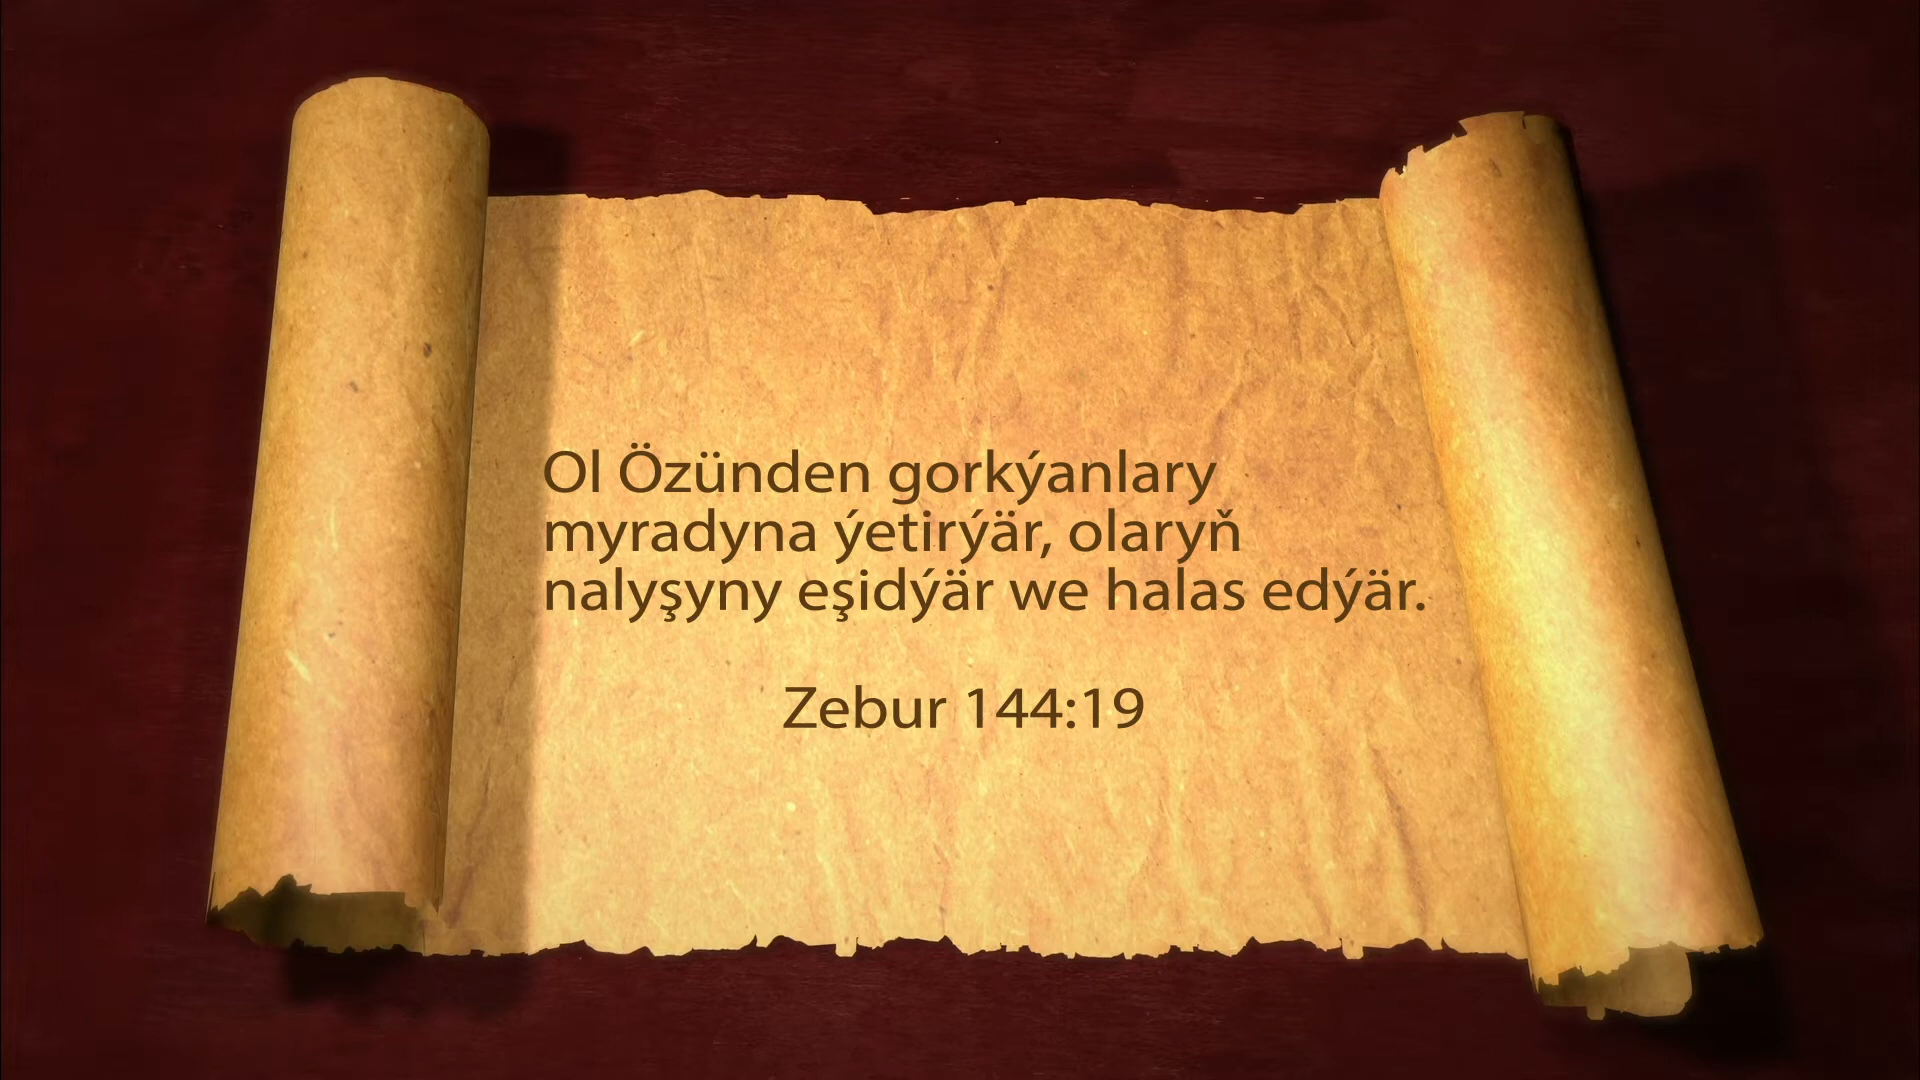 Ol Özünden gorkýanlary
myradyna ýetirýär, olaryň
nalyşyny eşidýär we halas edýär.
Zebur 144:19